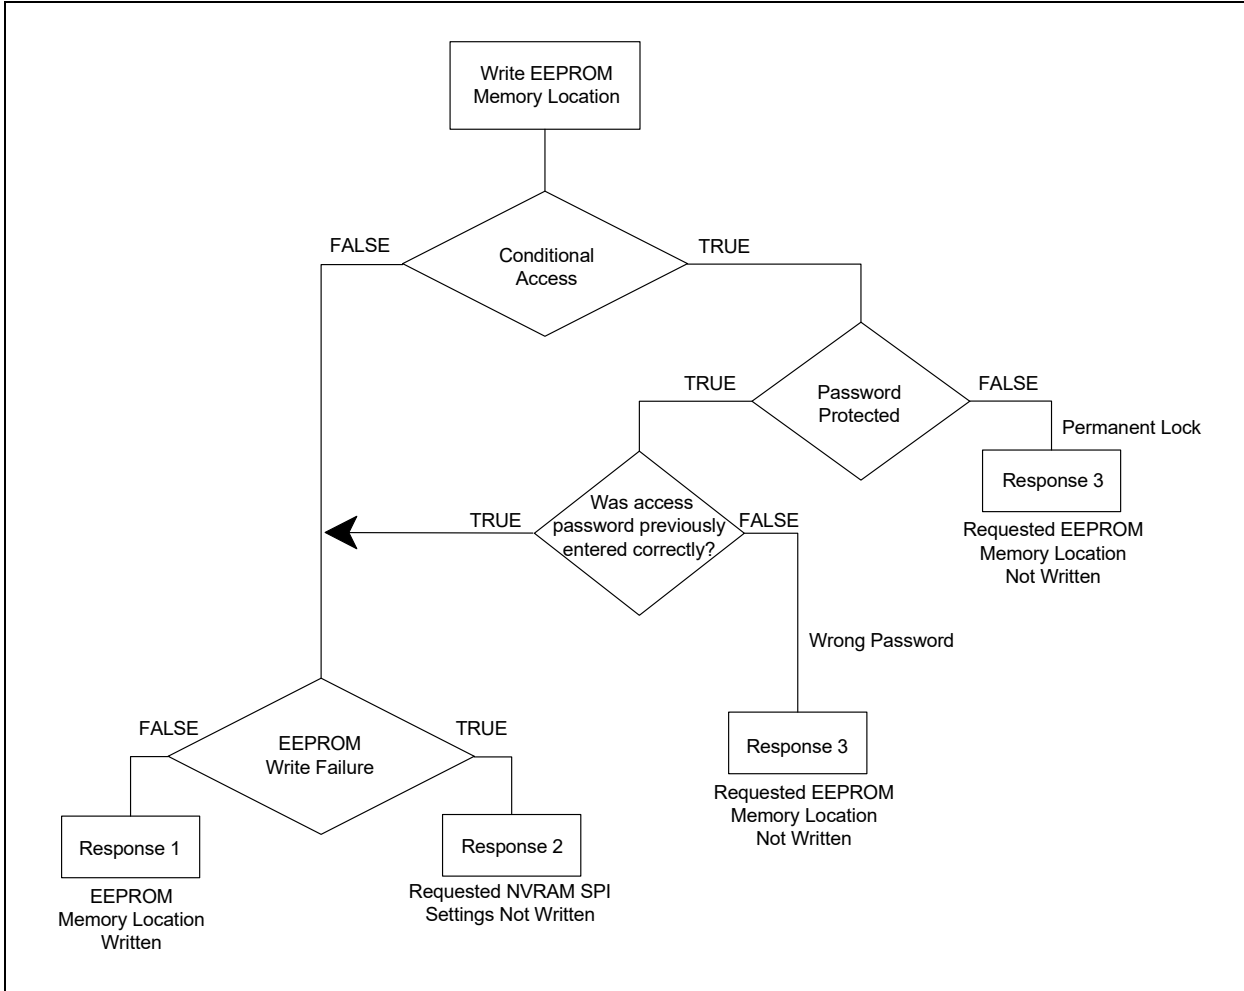 Write EEPROM
Memory Location
FALSE
TRUE
Conditional
Access
TRUE
FALSE
Password
Protected
Permanent Lock
Response 3
Requested EEPROM
Memory Location
Not Written
TRUE
Was access
password previously
entered correctly?
FALSE
Wrong Password
Response 3
Requested EEPROM
Memory Location
Not Written
FALSE
TRUE
EEPROM
Write Failure
Response 1
EEPROM
Memory Location
Written
Response 2
Requested NVRAM SPI
Settings Not Written